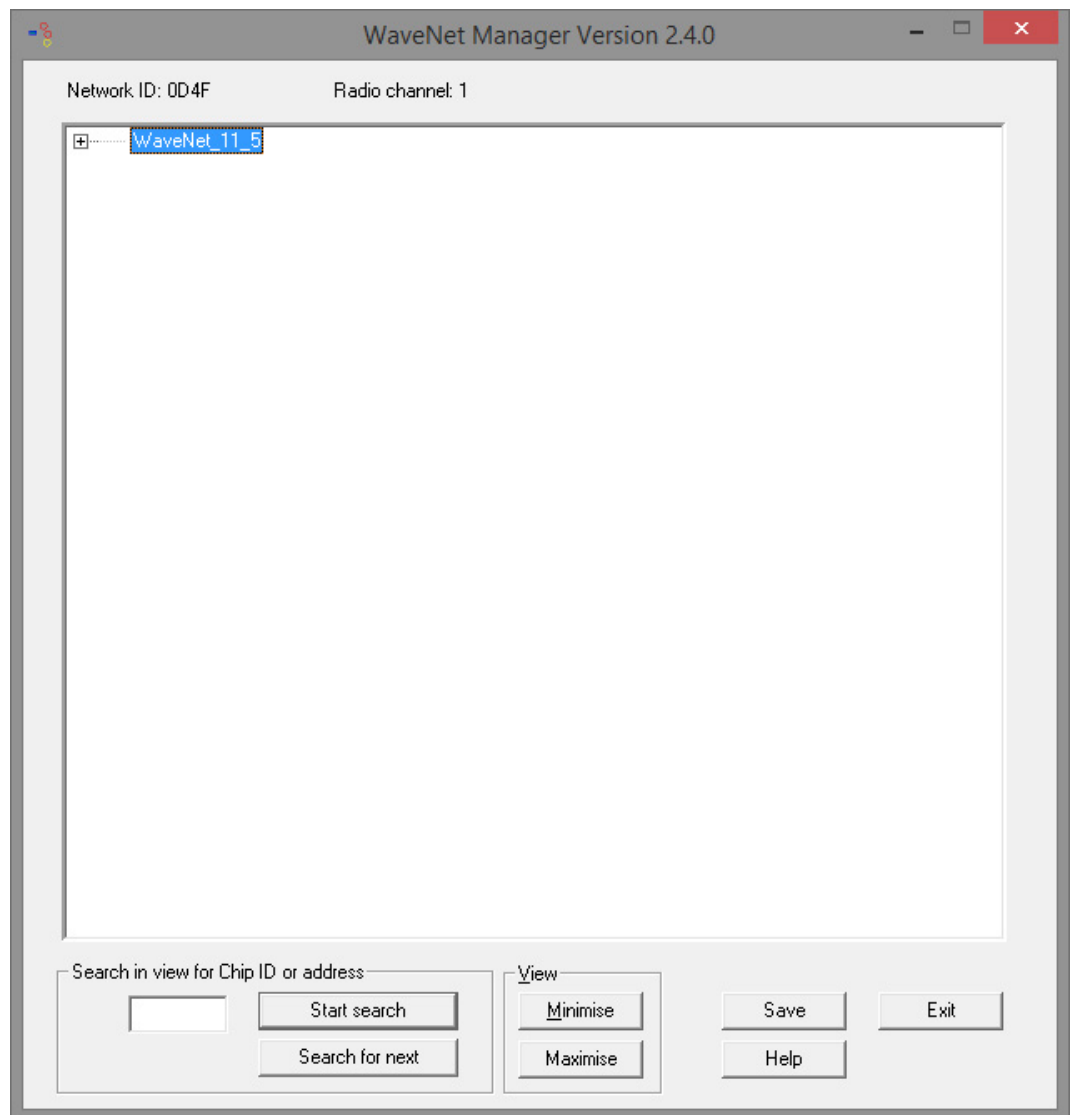 WaveNet Manager Version 2.4.0
Network ID: 0D4F Radio channel: 1
WaveNet_11_5
Search in view for Chip ID or address
Start search
Search for next
View
Minimise
Maximise
Save
Help
Exit